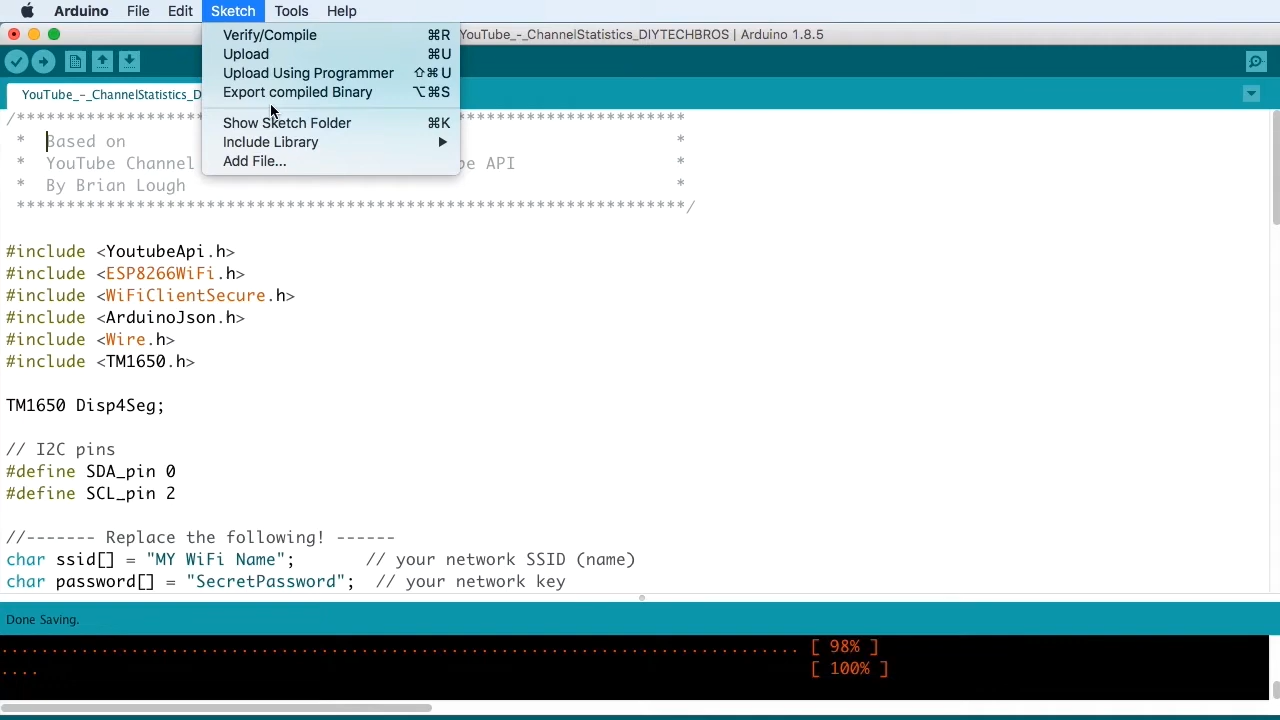 Arduino File Edit Sketch Tools Help
YouTube_-_ChannelStatistics_DIYTECHBROS | Arduino 1.8.5
Verify/Compile ⌘R
Upload ⌘U
Upload Using Programmer ⇧⌘U
Export compiled Binary ⌥⌘S
Show Sketch Folder ⌘K
Include Library
Add File...
YouTube_-_ChannelStatistics_D
/**********************************************************************
* Based on *
* YouTube Channel API *
* By Brian Lough *
*******************************************************************/
#include <YoutubeApi.h>
#include <ESP8266WiFi.h>
#include <WiFiClientSecure.h>
#include <ArduinoJson.h>
#include <Wire.h>
#include <TM1650.h>
TM1650 Disp4Seg;
// I2C pins
#define SDA_pin 0
#define SCL_pin 2
//------- Replace the following! ------
char ssid[] = "MY WiFi Name"; // your network SSID (name)
char password[] = "SecretPassword"; // your network key
Done Saving.
................................................................................ [ 98% ]
.... [ 100% ]